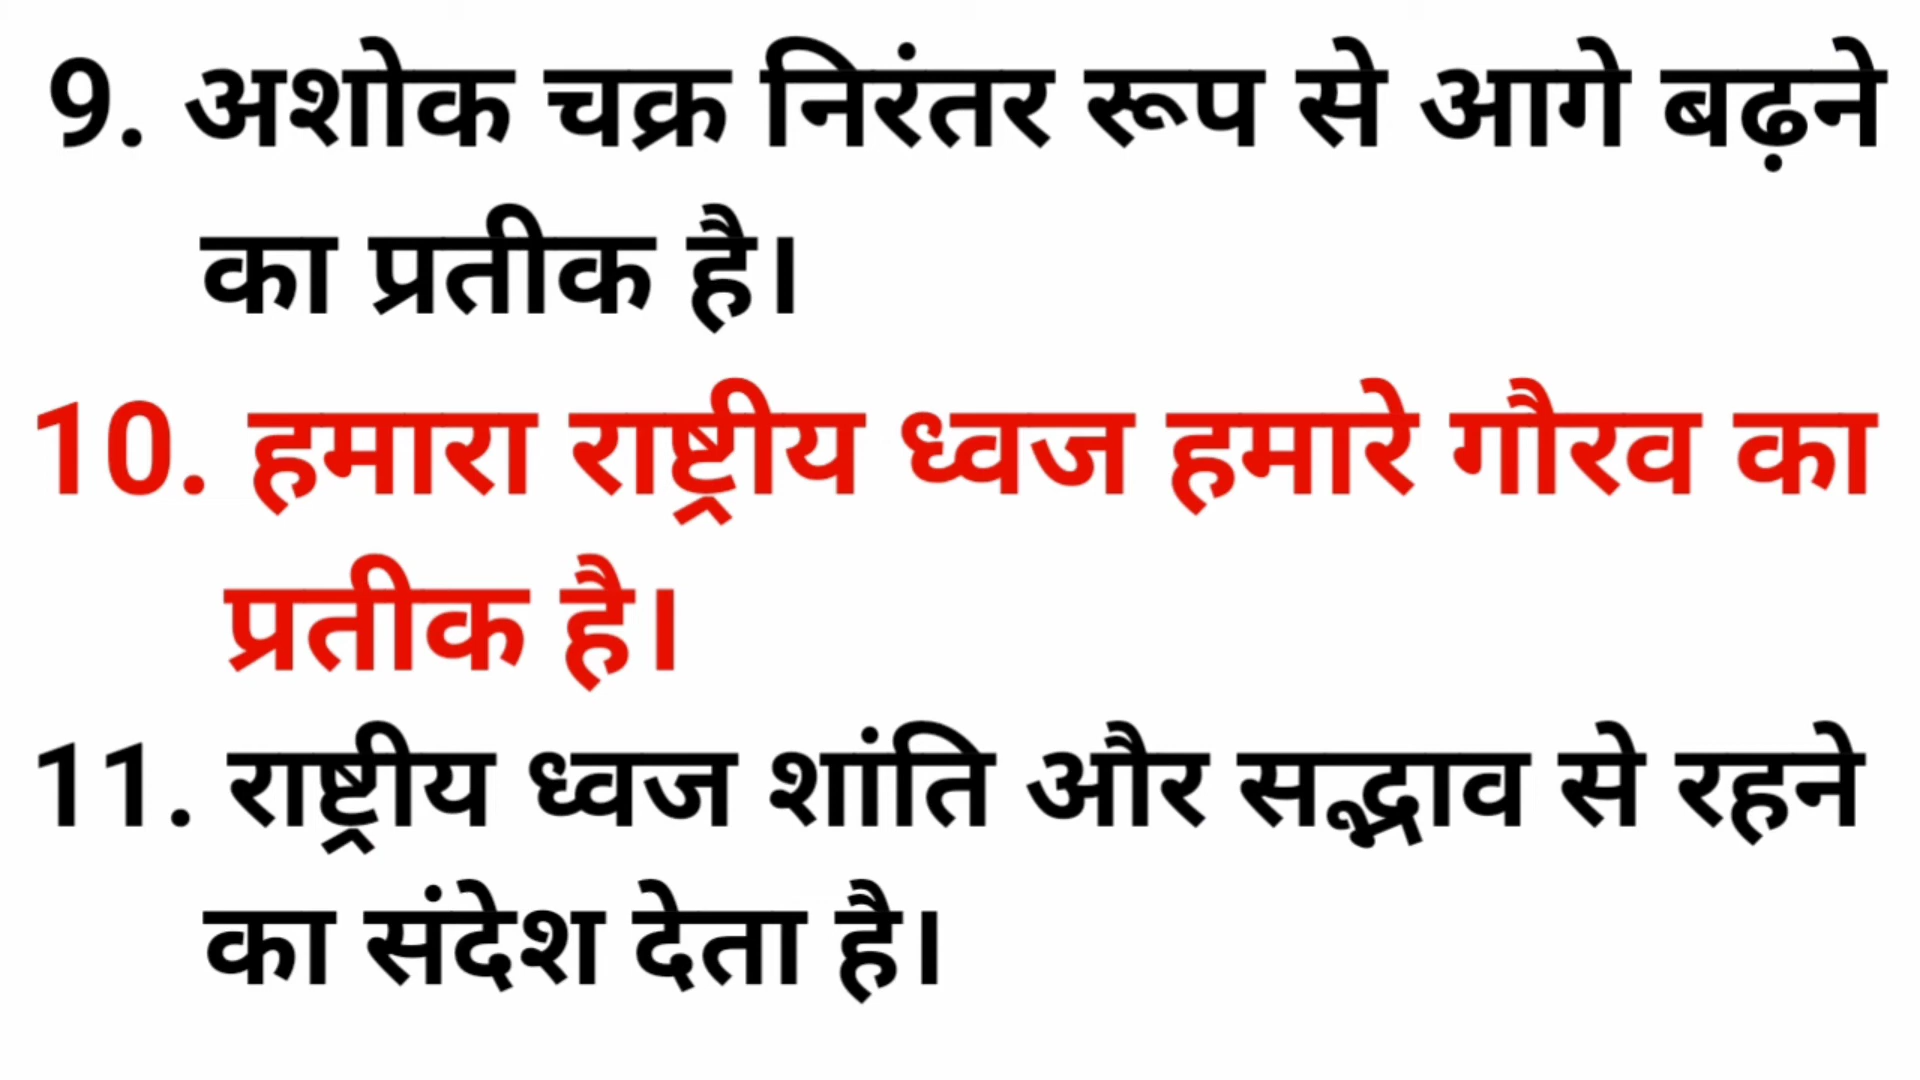 9. अशोक चक्र निरंतर रूप से आगे बढ़ने
का प्रतीक है।
10. हमारा राष्ट्रीय ध्वज हमारे गौरव का
प्रतीक है।
11. राष्ट्रीय ध्वज शांति और सद्भाव से रहने
का संदेश देता है।